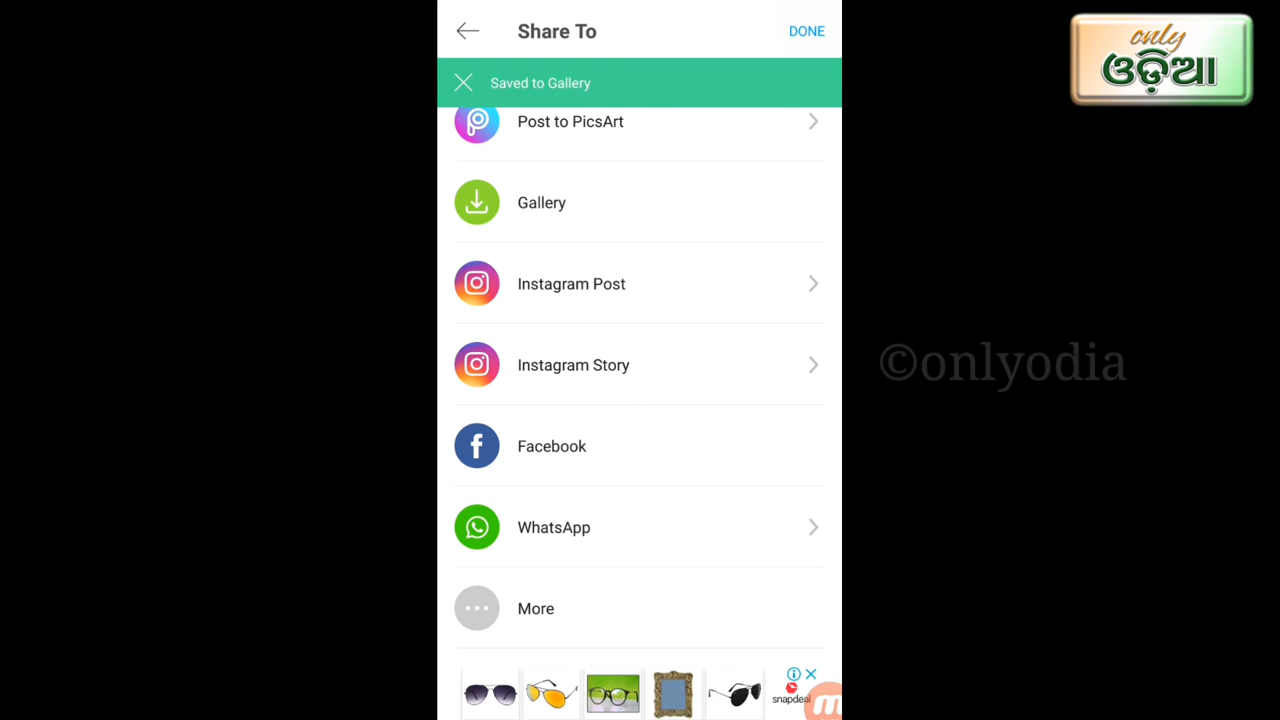 Share To
DONE
only
ଓଡ଼ିଆ
Saved to Gallery
Post to PicsArt
Gallery
Instagram Post
Instagram Story
©onlyodia
Facebook
WhatsApp
More
snapdeal